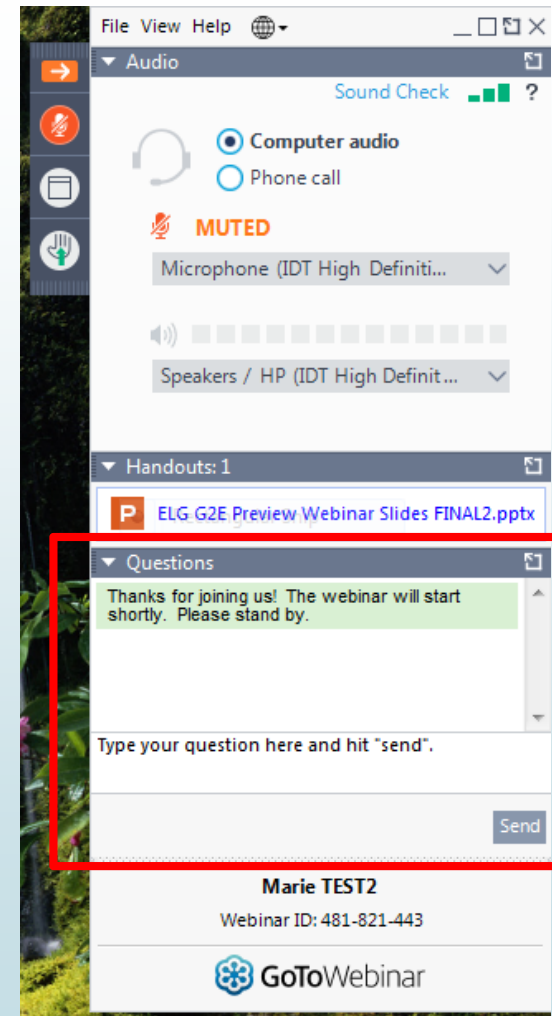 File View Help
Audio
Sound Check ?
Computer audio
Phone call
MUTED
Microphone (IDT High Definiti...
Speakers / HP (IDT High Definit...
Handouts: 1
P ELG G2E Preview Webinar Slides FINAL2.pptx
Questions
Thanks for joining us! The webinar will start
shortly. Please stand by.
Type your question here and hit "send".
Send
Marie TEST2
Webinar ID: 481-821-443
GoToWebinar